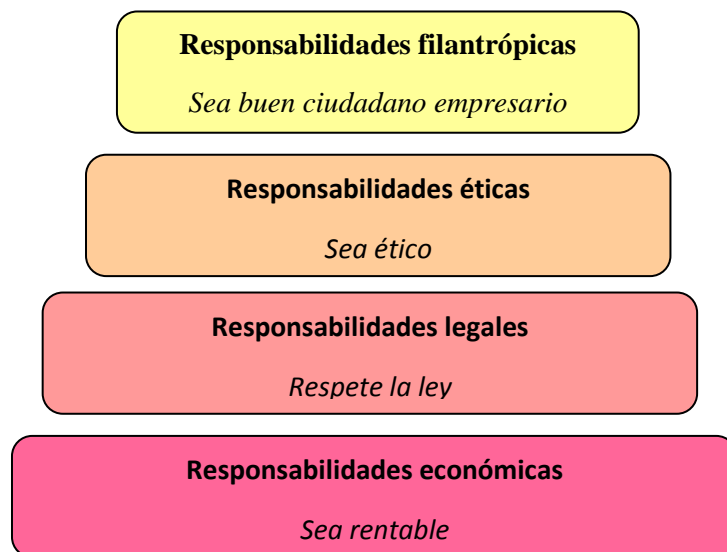 Responsabilidades filantrópicas
Sea buen ciudadano empresario
Responsabilidades éticas
Sea ético
Responsabilidades legales
Respete la ley
Responsabilidades económicas
Sea rentable